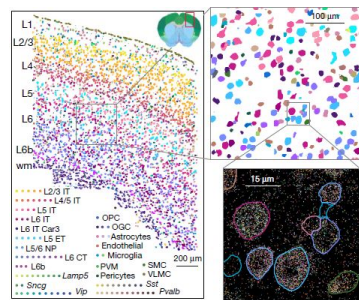 L1
L2/3
L4
L5
L6
L6b
wm
100 μm
15 μm
L2/3 IT
L4/5 IT
L5 IT
L6 IT
L6 IT Car3
L5 ET
L5/6 NP
L6 CT
L6b
Lamp5
Sncg
Vip
Sst
Pvalb
OPC
OGC
Astrocytes
Endothelial
Microglia
PVM
SMC
Pericytes
VLMC
200 μm